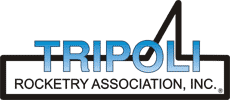 TRIPOLI
ROCKETRY ASSOCIATION, INC.®